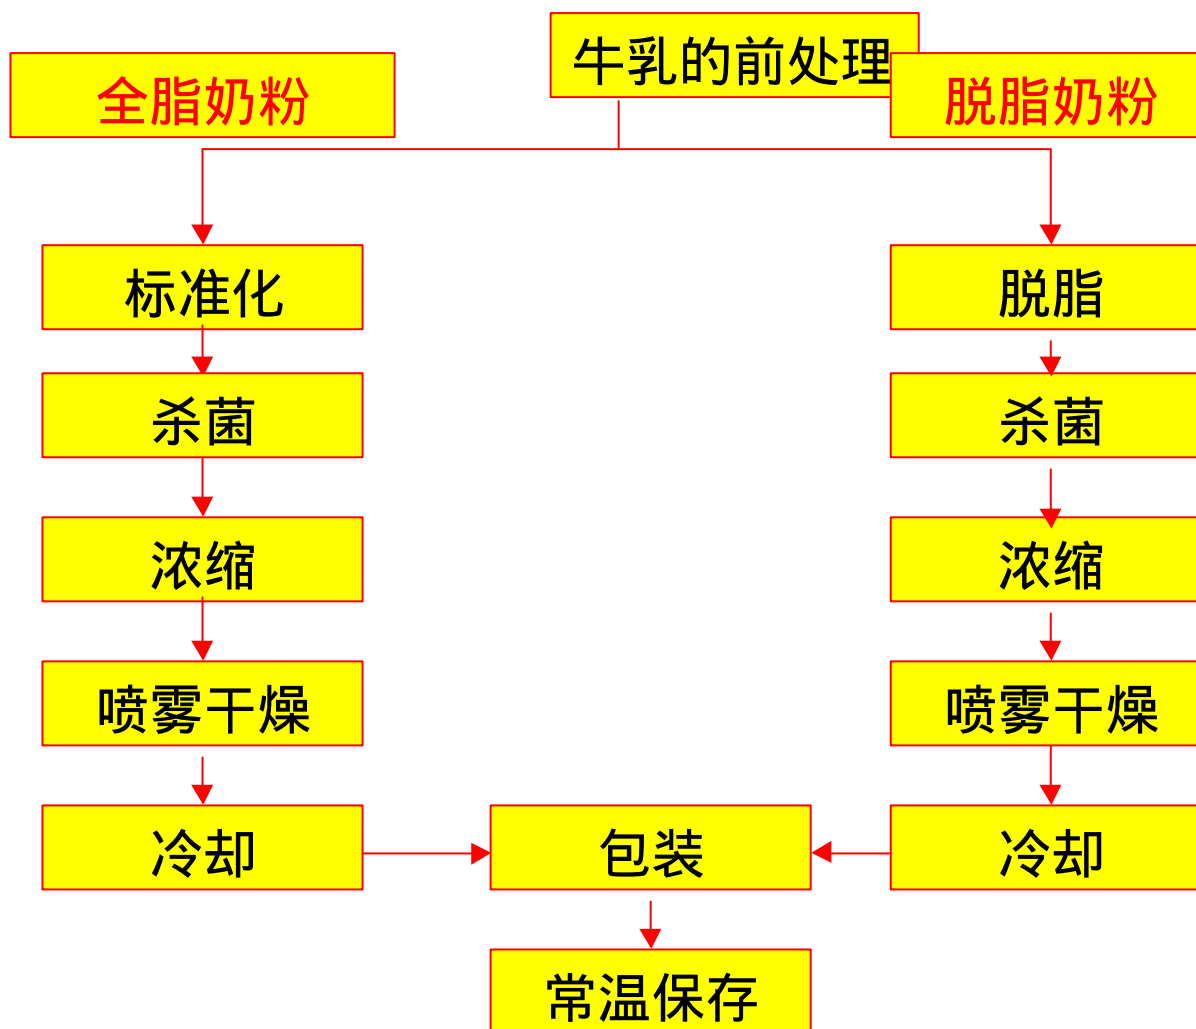 牛乳的前处理
全脂奶粉
脱脂奶粉
标准化
脱脂
杀菌
杀菌
浓缩
浓缩
喷雾干燥
喷雾干燥
冷却
包装
冷却
常温保存